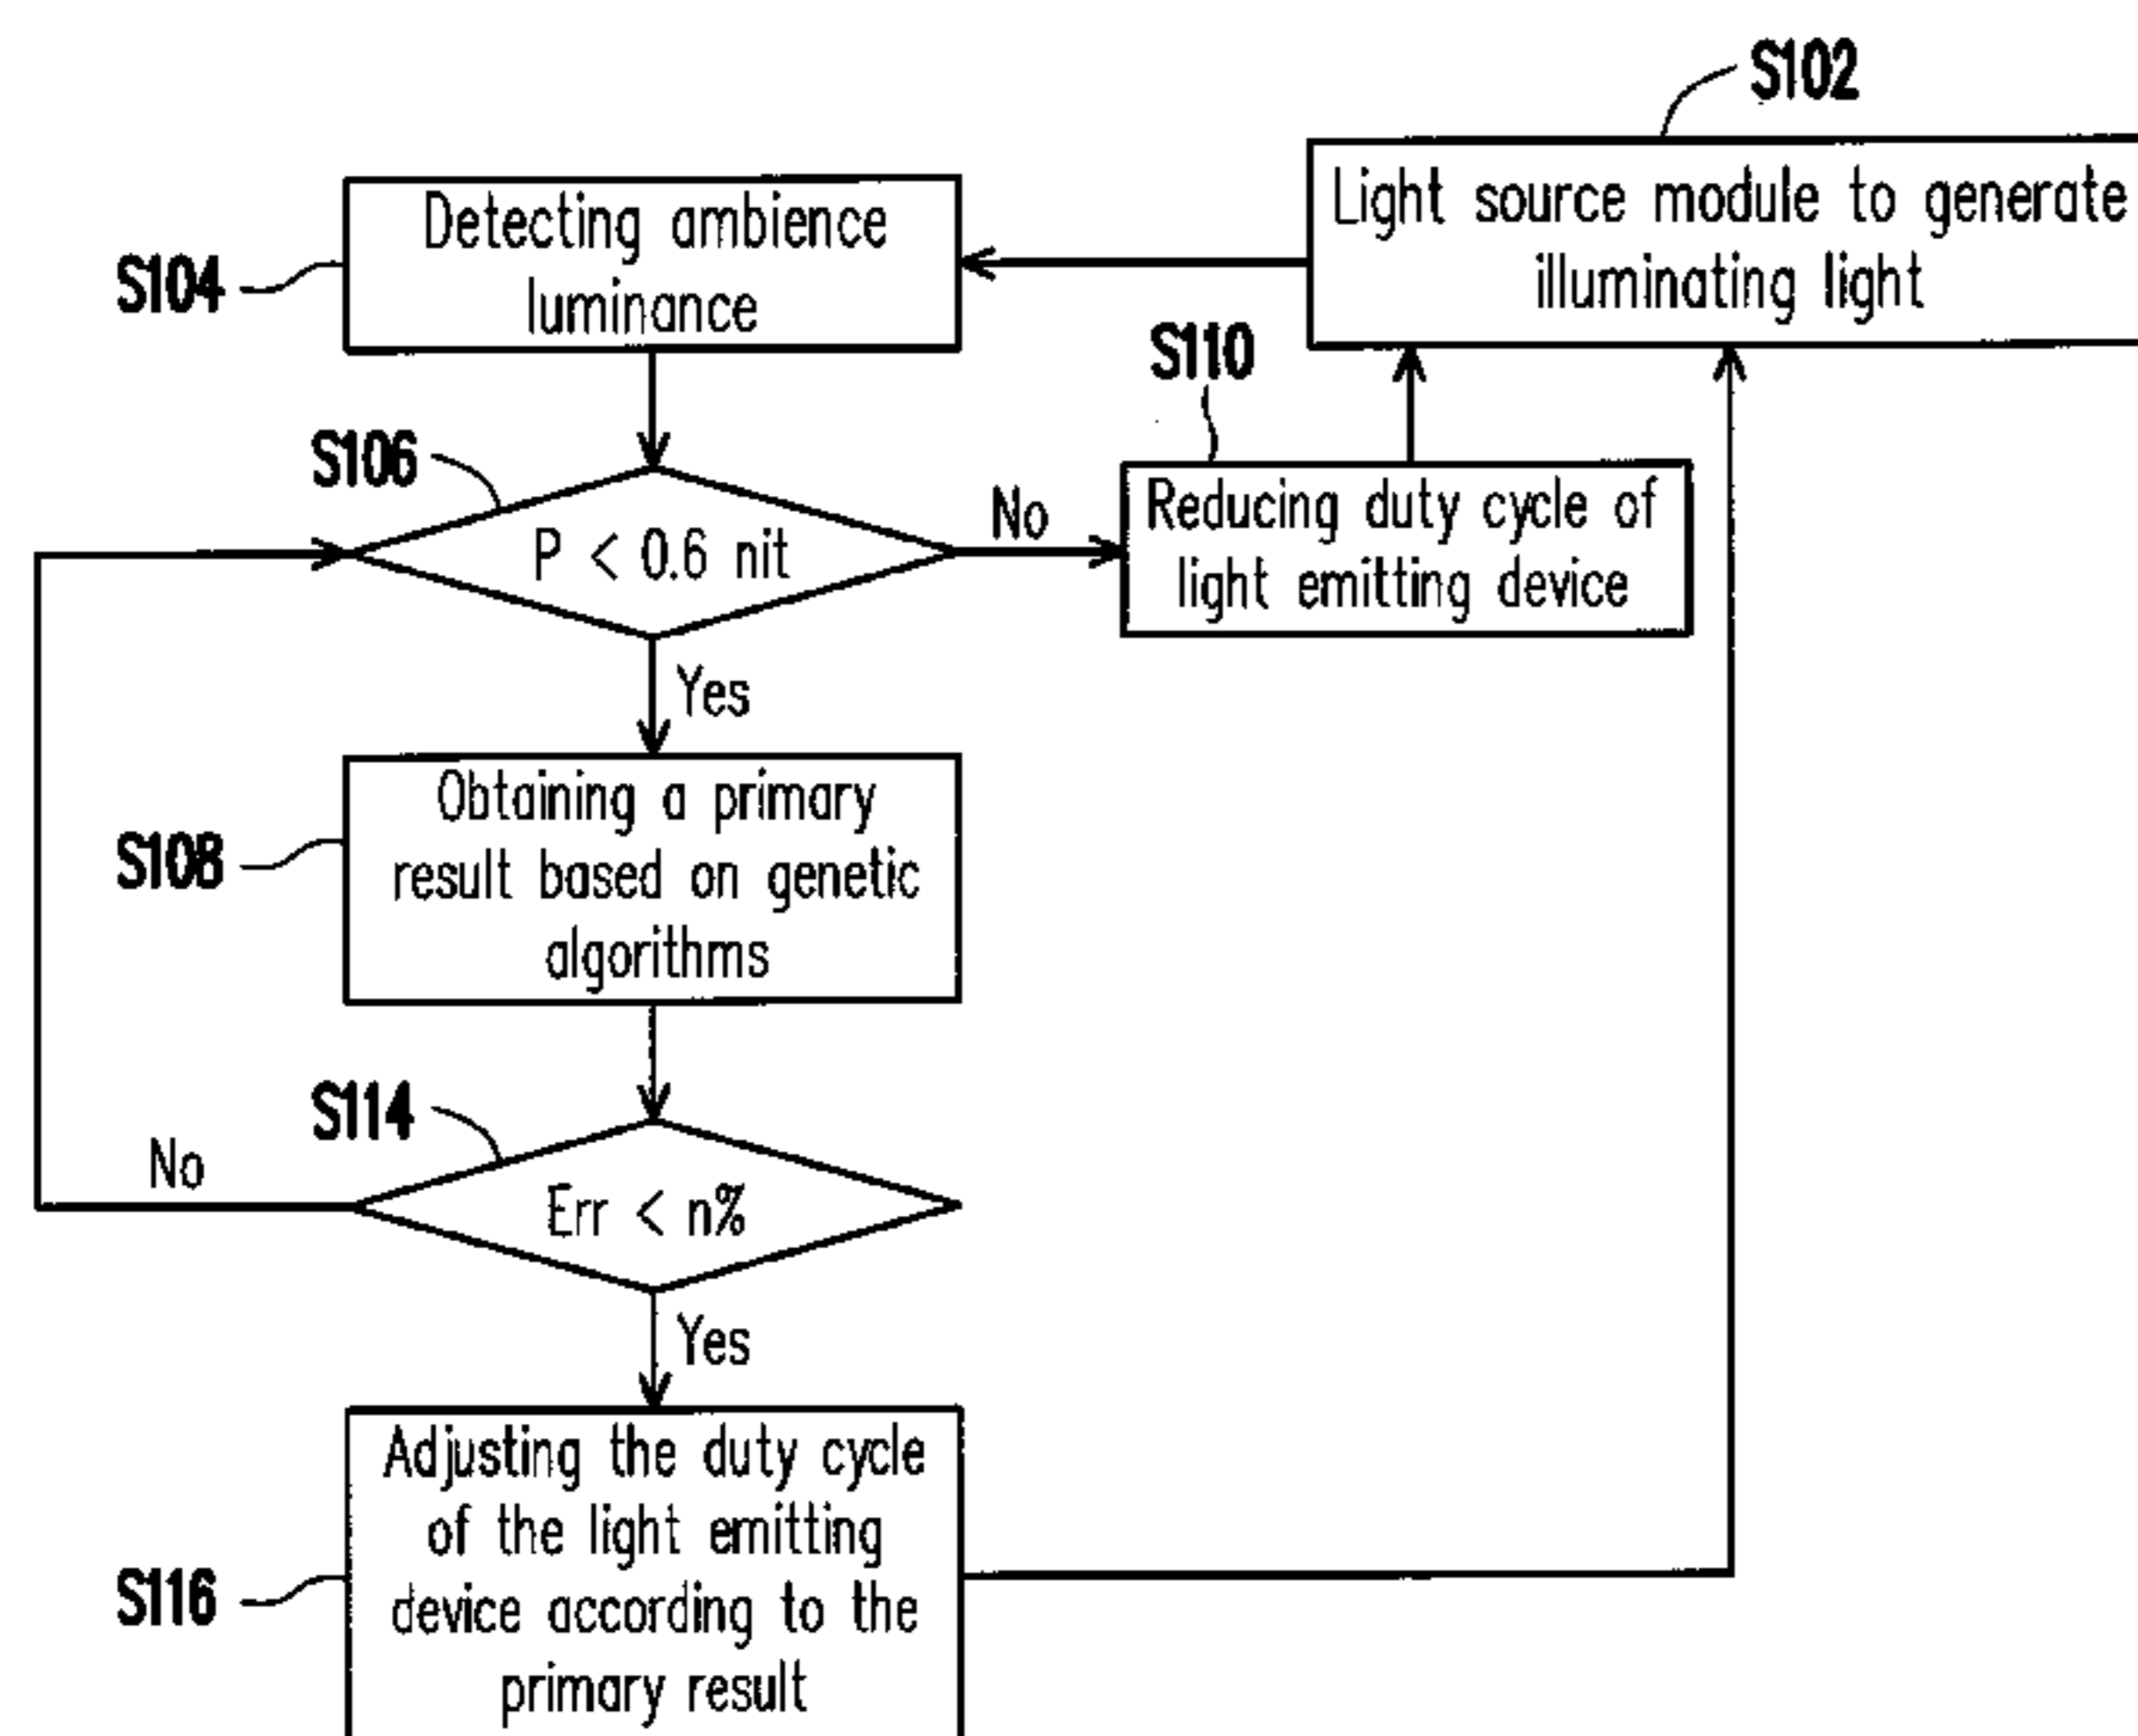 S102
Light source module to generate
illuminating light
S104
Detecting ambience
luminance
S106
P < 0.6 nit
No
S110
Reducing duty cycle of
light emitting device
Yes
S108
Obtaining a primary
result based on genetic
algorithms
S114
Err < n%
No
Yes
S116
Adjusting the duty cycle
of the light emitting
device according to the
primary result